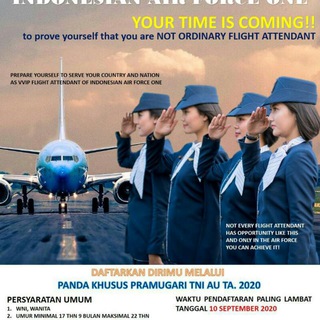 INDONESIAN AIR FORCE ONE
YOUR TIME IS COMING!!
to prove yourself that you are NOT ORDINARY FLIGHT ATTENDANT
PREPARE YOURSELF TO SERVE YOUR COUNTRY AND NATION
AS VVIP FLIGHT ATTENDANT OF INDONESIAN AIR FORCE ONE
NOT EVERY FLIGHT ATTENDANT
HAS OPPORTUNITY LIKE THIS
AND ONLY IN THE AIR FORCE
YOU CAN ACHIEVE IT!
DAFTARKAN DIRIMU MELALUI
PANDA KHUSUS PRAMUGARI TNI AU TA. 2020
PERSYARATAN UMUM
1. WNI, WANITA
2. UMUR MINIMAL 17 THN 9 BULAN MAKSIMAL 22 THN
WAKTU PENDAFTARAN PALING LAMBAT
TANGGAL 10 SEPTEMBER 2020